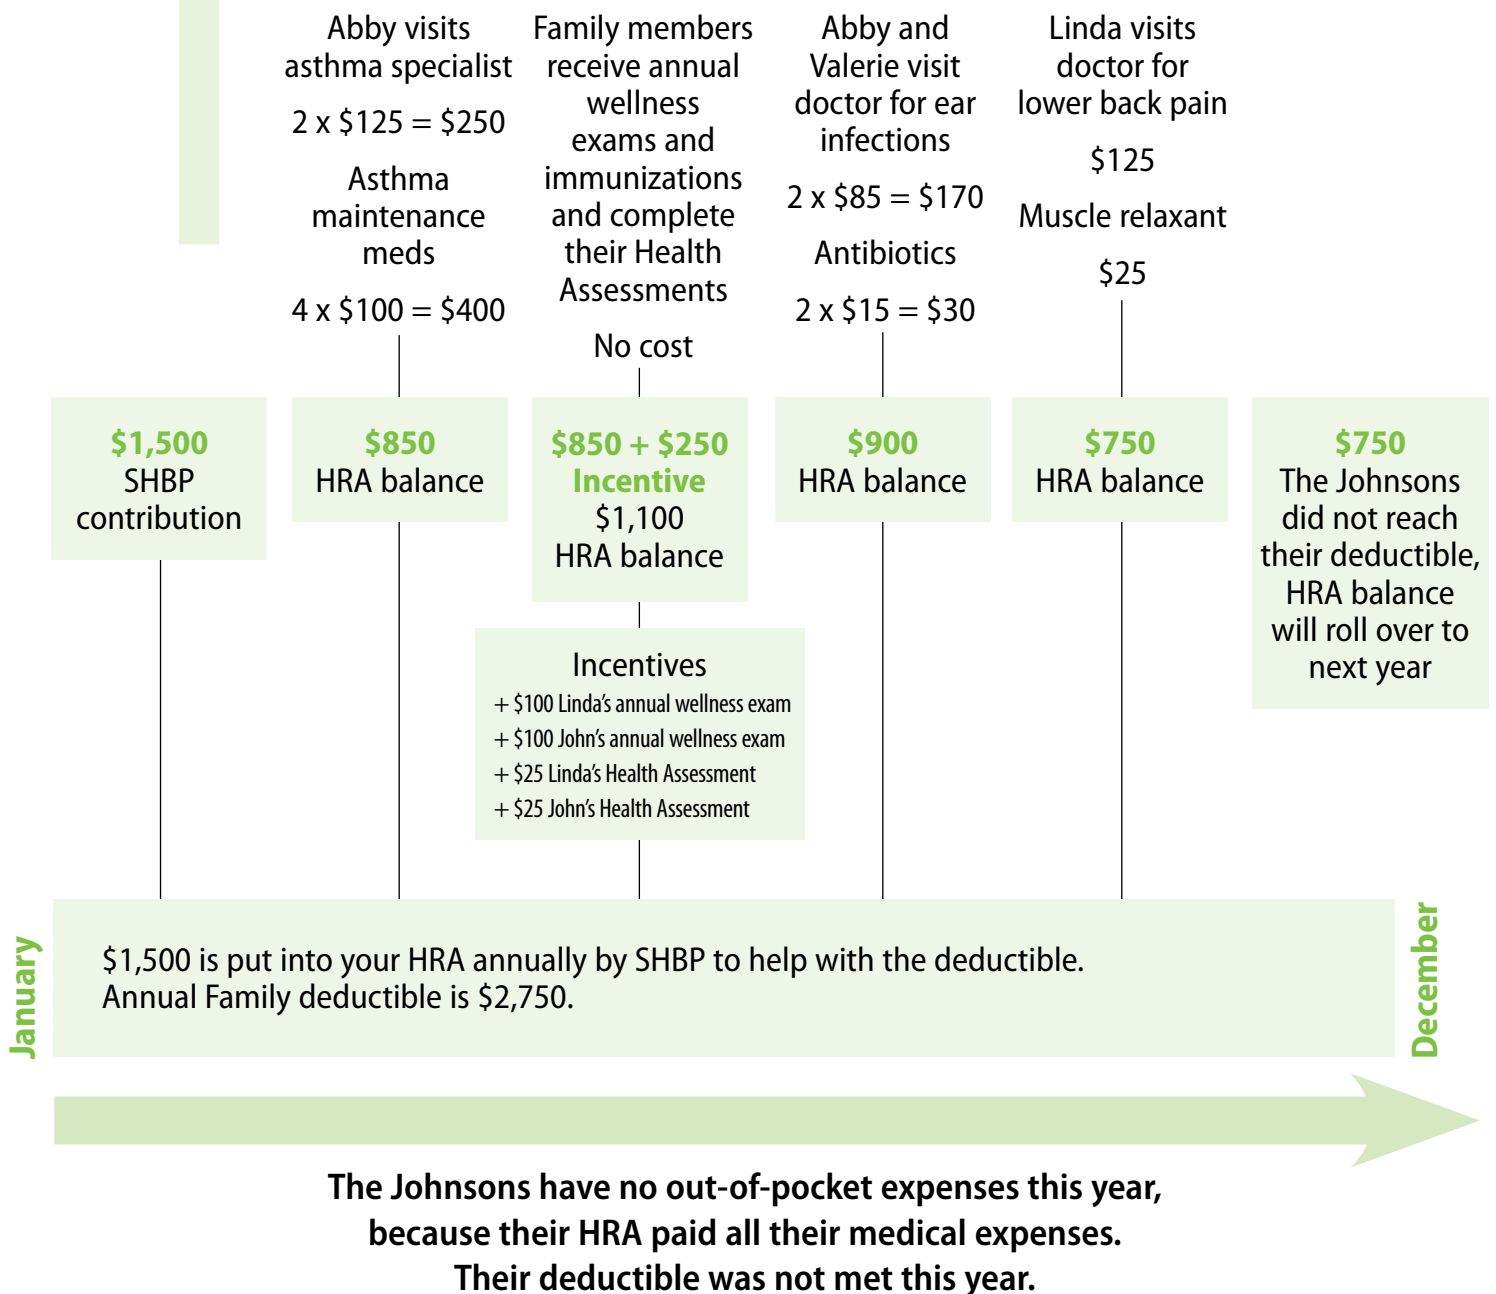 Abby visits
asthma specialist
2 x $125 = $250
Asthma
maintenance
meds
4 x $100 = $400
Family members
receive annual
wellness
exams and
immunizations
and complete
their Health
Assessments
No cost
Abby and
Valerie visit
doctor for ear
infections
2 x $85 = $170
Antibiotics
2 x $15 = $30
Linda visits
doctor for
lower back pain
$125
Muscle relaxant
$25
$1,500
SHBP
contribution
$850
HRA balance
$850 + $250
Incentive
$1,100
HRA balance
$900
HRA balance
$750
HRA balance
$750
The Johnsons
did not reach
their deductible,
HRA balance
will roll over to
next year
Incentives
+ $100 Linda’s annual wellness exam
+ $100 John’s annual wellness exam
+ $25 Linda’s Health Assessment
+ $25 John’s Health Assessment
January
$1,500 is put into your HRA annually by SHBP to help with the deductible.
Annual Family deductible is $2,750.
December
The Johnsons have no out-of-pocket expenses this year,
because their HRA paid all their medical expenses.
Their deductible was not met this year.